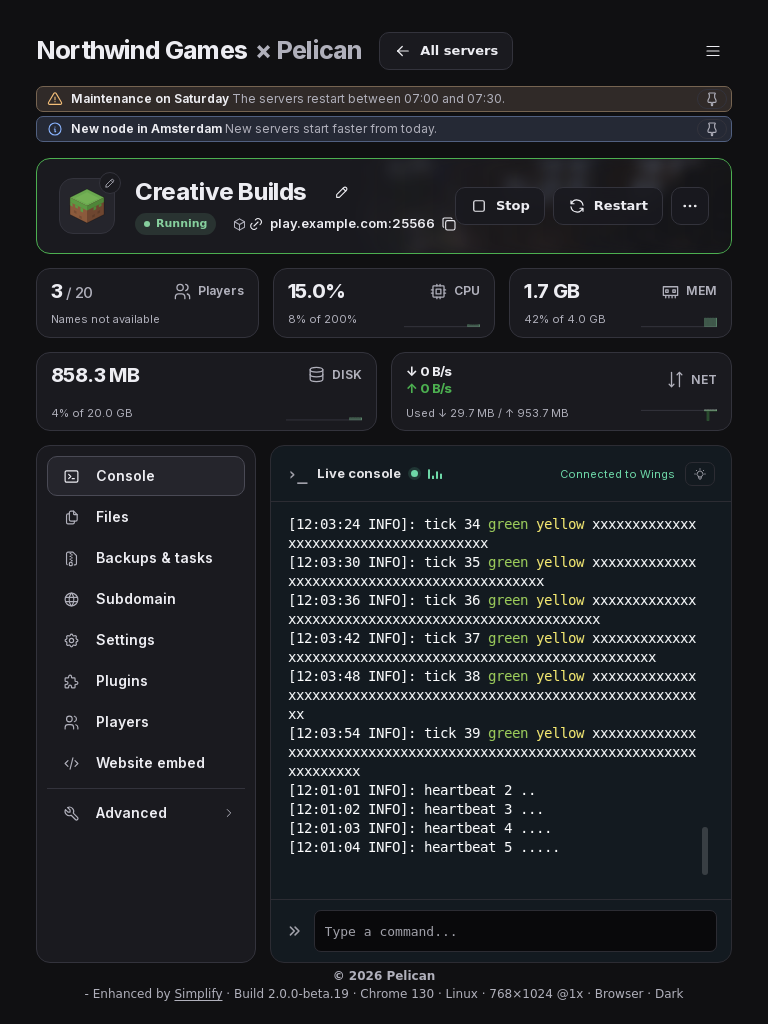 Northwind Games × Pelican
All servers
Maintenance on Saturday The servers restart between 07:00 and 07:30.
New node in Amsterdam New servers start faster from today.
Creative Builds
Running
play.example.com:25566
Stop
Restart
3 / 20
Players
Names not available
15.0%
CPU
8% of 200%
1.7 GB
MEM
42% of 4.0 GB
858.3 MB
DISK
4% of 20.0 GB
↓ 0 B/s
↑ 0 B/s
NET
Used ↓ 29.7 MB / ↑ 953.7 MB
Console
Files
Backups & tasks
Subdomain
Settings
Plugins
Players
Website embed
Advanced
Live console
Connected to Wings
[12:03:24 INFO]: tick 34 green yellow xxxxxxxxxxxxx
xxxxxxxxxxxxxxxxxxxxxxxxx
[12:03:30 INFO]: tick 35 green yellow xxxxxxxxxxxxx
xxxxxxxxxxxxxxxxxxxxxxxxxxxxxxxx
[12:03:36 INFO]: tick 36 green yellow xxxxxxxxxxxxx
xxxxxxxxxxxxxxxxxxxxxxxxxxxxxxxxxxxxxxx
[12:03:42 INFO]: tick 37 green yellow xxxxxxxxxxxxx
xxxxxxxxxxxxxxxxxxxxxxxxxxxxxxxxxxxxxxxxxxxxxx
[12:03:48 INFO]: tick 38 green yellow xxxxxxxxxxxxx
xxxxxxxxxxxxxxxxxxxxxxxxxxxxxxxxxxxxxxxxxxxxxxxxxxx
xx
[12:03:54 INFO]: tick 39 green yellow xxxxxxxxxxxxx
xxxxxxxxxxxxxxxxxxxxxxxxxxxxxxxxxxxxxxxxxxxxxxxxxxx
xxxxxxxxx
[12:01:01 INFO]: heartbeat 2 ..
[12:01:02 INFO]: heartbeat 3 ...
[12:01:03 INFO]: heartbeat 4 ....
[12:01:04 INFO]: heartbeat 5 .....
Type a command...
© 2026 Pelican
- Enhanced by Simplify · Build 2.0.0-beta.19 · Chrome 130 · Linux · 768×1024 @1x · Browser · Dark